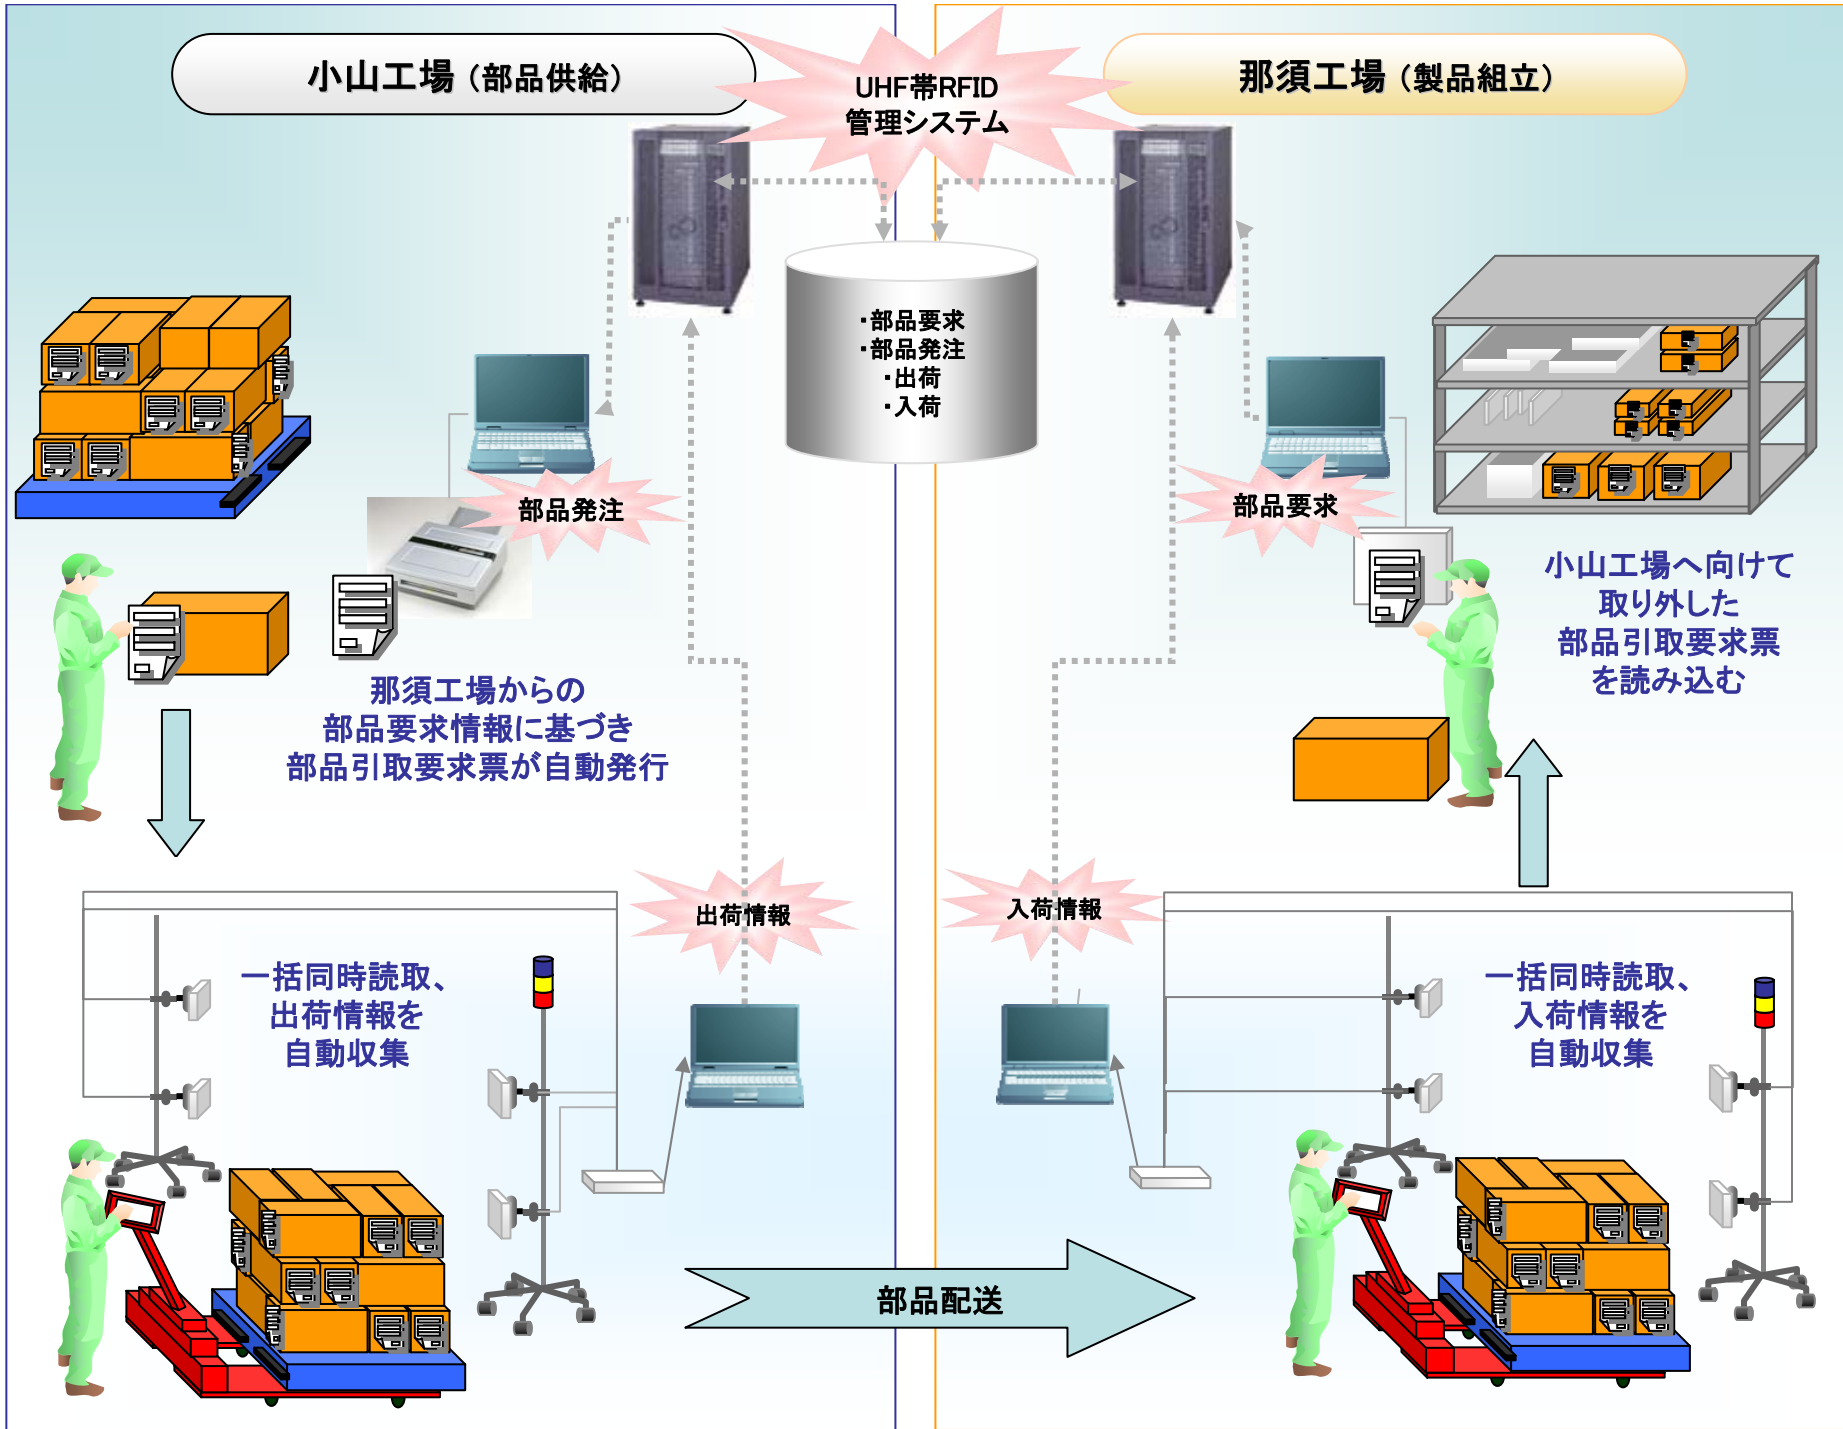 小山工場（部品供給）
UHF帯RFID
管理システム
那須工場（製品組立）
・部品要求
・部品発注
・出荷
・入荷
部品発注
部品要求
那須工場からの
部品要求情報に基づき
部品引取要求票が自動発行
小山工場へ向けて
取り外した
部品引取要求票
を読み込む
出荷情報
入荷情報
一括同時読取、
出荷情報を
自動収集
一括同時読取、
入荷情報を
自動収集
部品配送